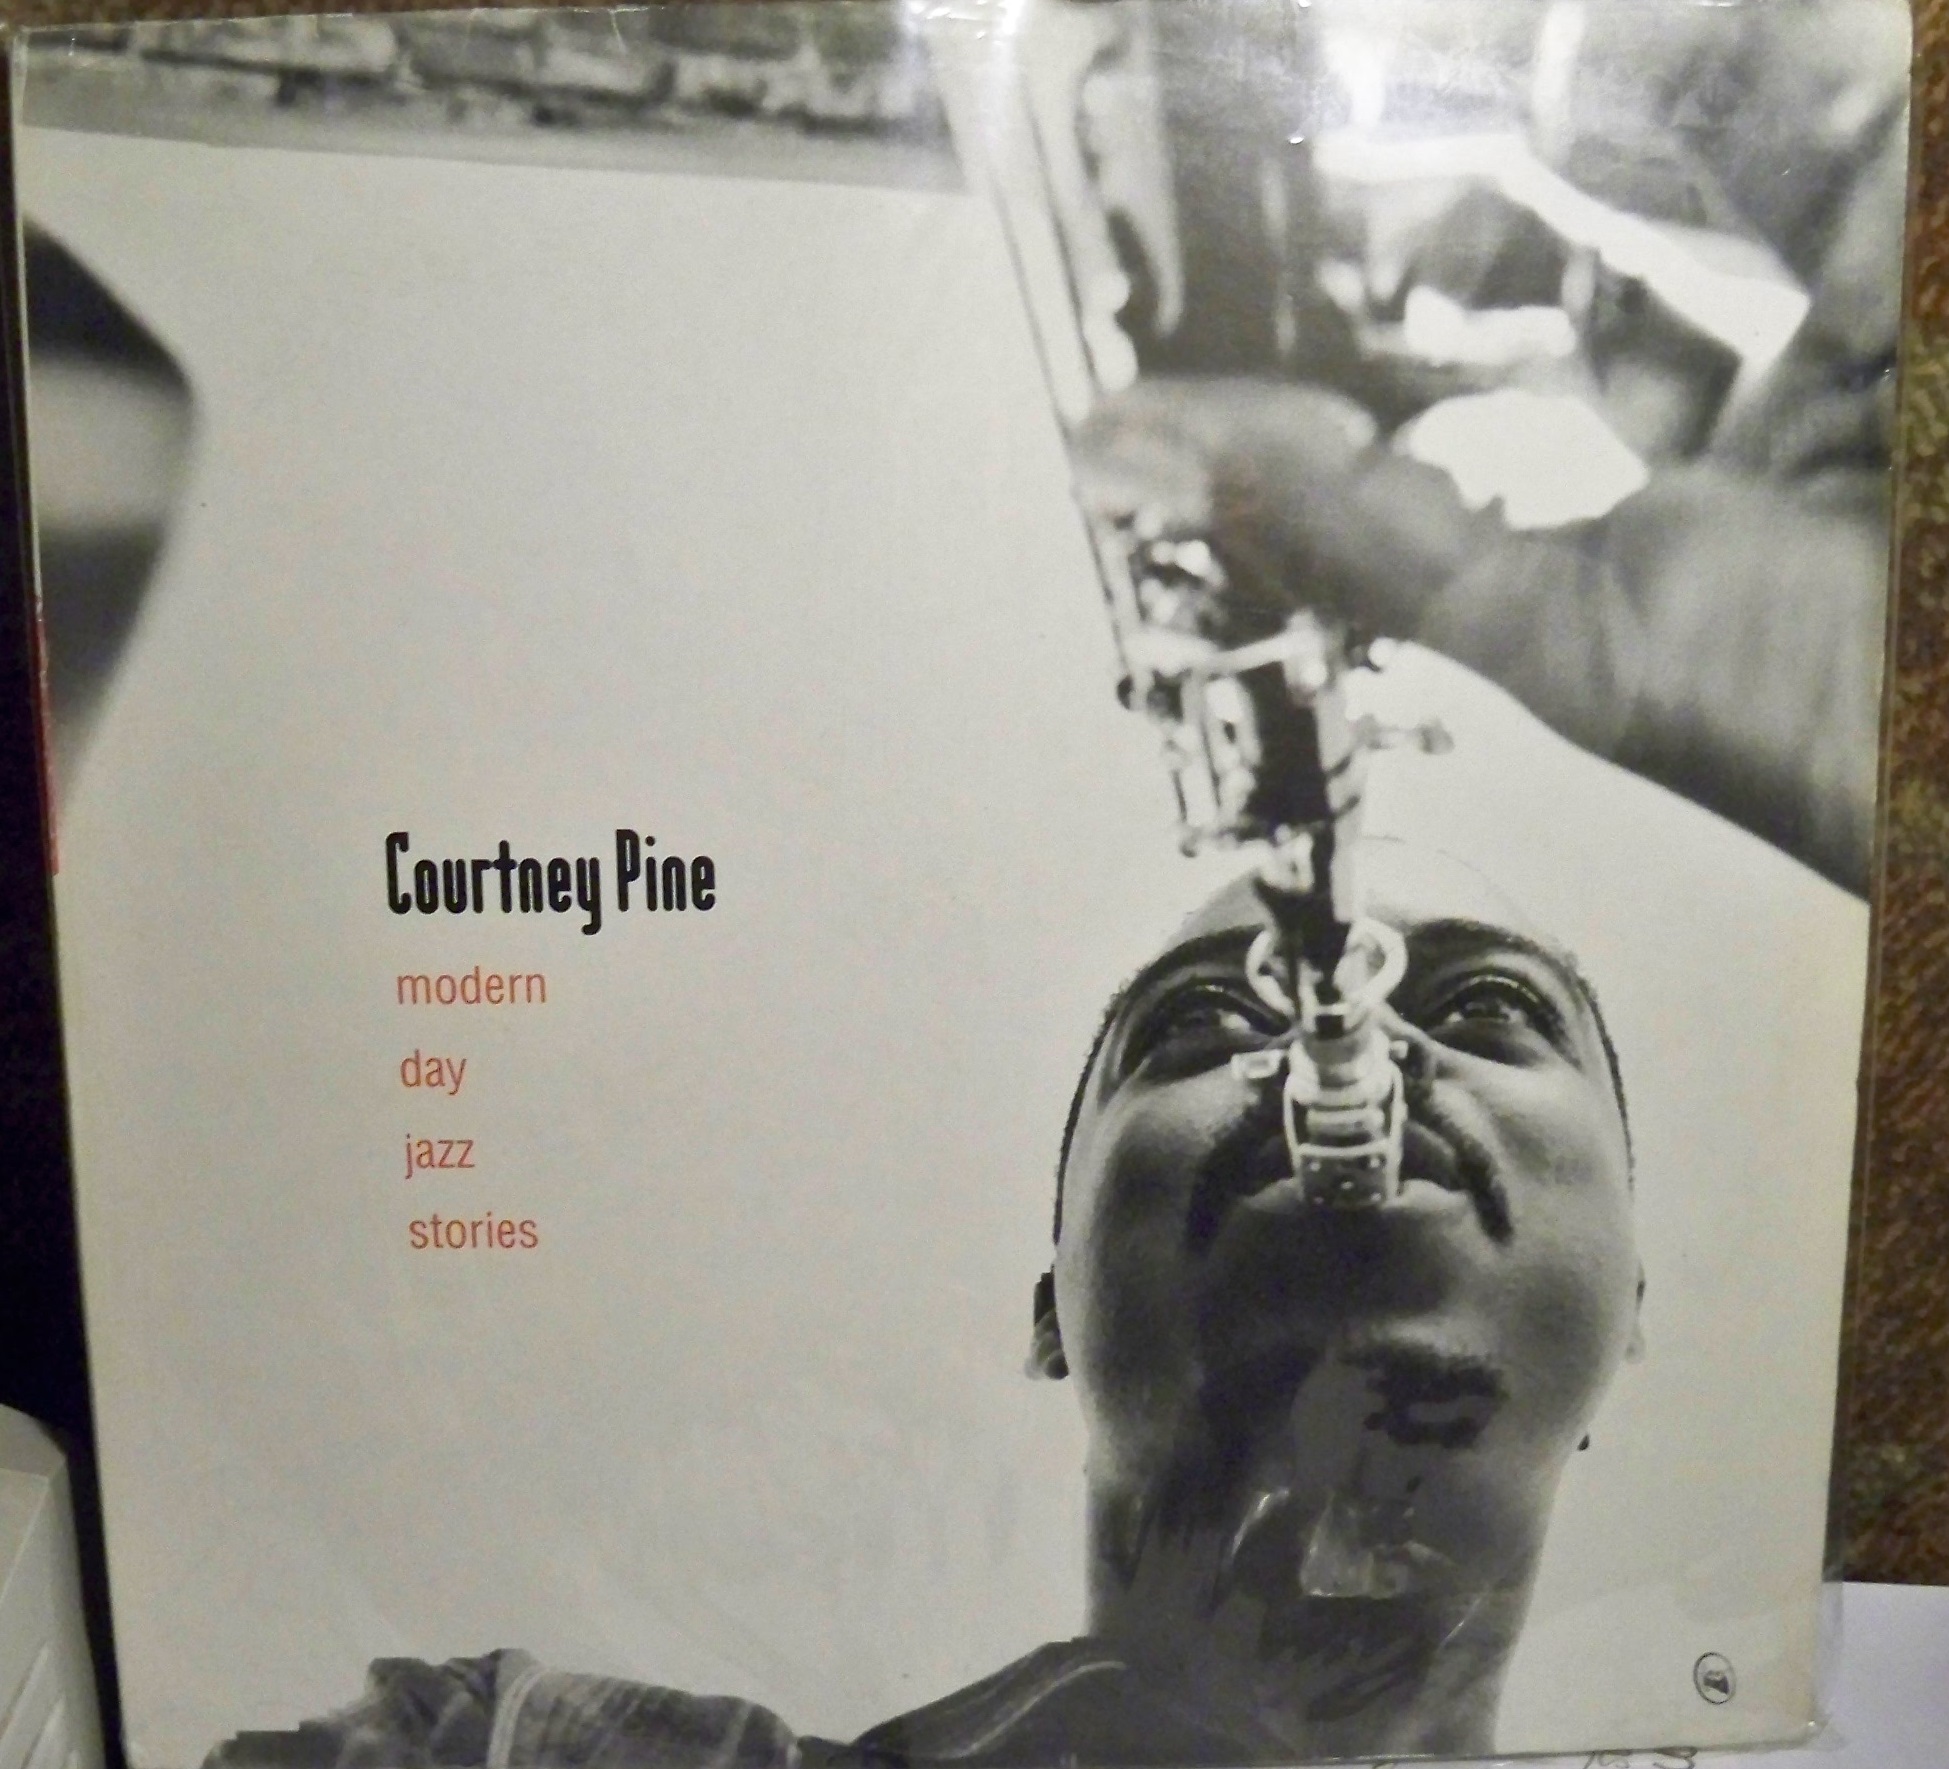 Courtney Pine
modern
day
jazz
stories